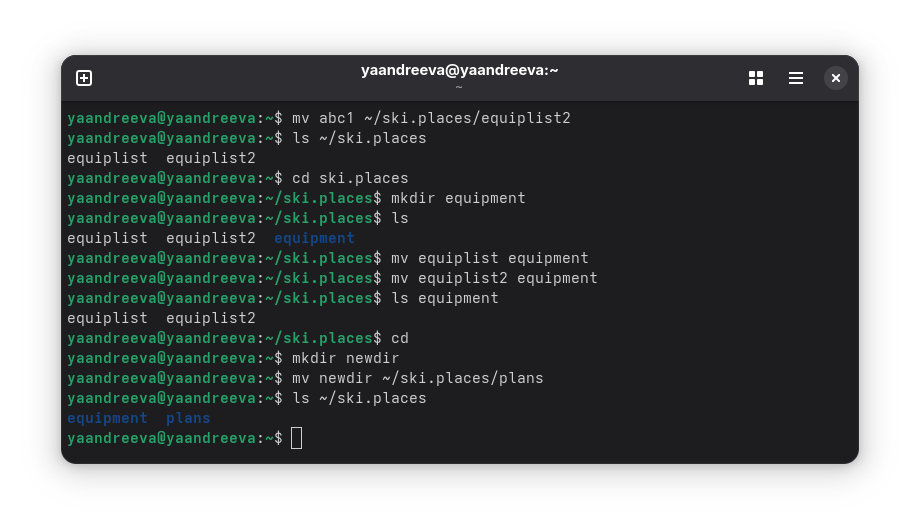 yaandreeva@yaandreeva:~
~
yaandreeva@yaandreeva:~$ mv abc1 ~/ski.places/equiplist2
yaandreeva@yaandreeva:~$ ls ~/ski.places
equiplist  equiplist2
yaandreeva@yaandreeva:~$ cd ski.places
yaandreeva@yaandreeva:~/ski.places$ mkdir equipment
yaandreeva@yaandreeva:~/ski.places$ ls
equiplist  equiplist2  equipment
yaandreeva@yaandreeva:~/ski.places$ mv equiplist equipment
yaandreeva@yaandreeva:~/ski.places$ mv equiplist2 equipment
yaandreeva@yaandreeva:~/ski.places$ ls equipment
equiplist  equiplist2
yaandreeva@yaandreeva:~/ski.places$ cd
yaandreeva@yaandreeva:~$ mkdir newdir
yaandreeva@yaandreeva:~$ mv newdir ~/ski.places/plans
yaandreeva@yaandreeva:~$ ls ~/ski.places
equipment  plans
yaandreeva@yaandreeva:~$